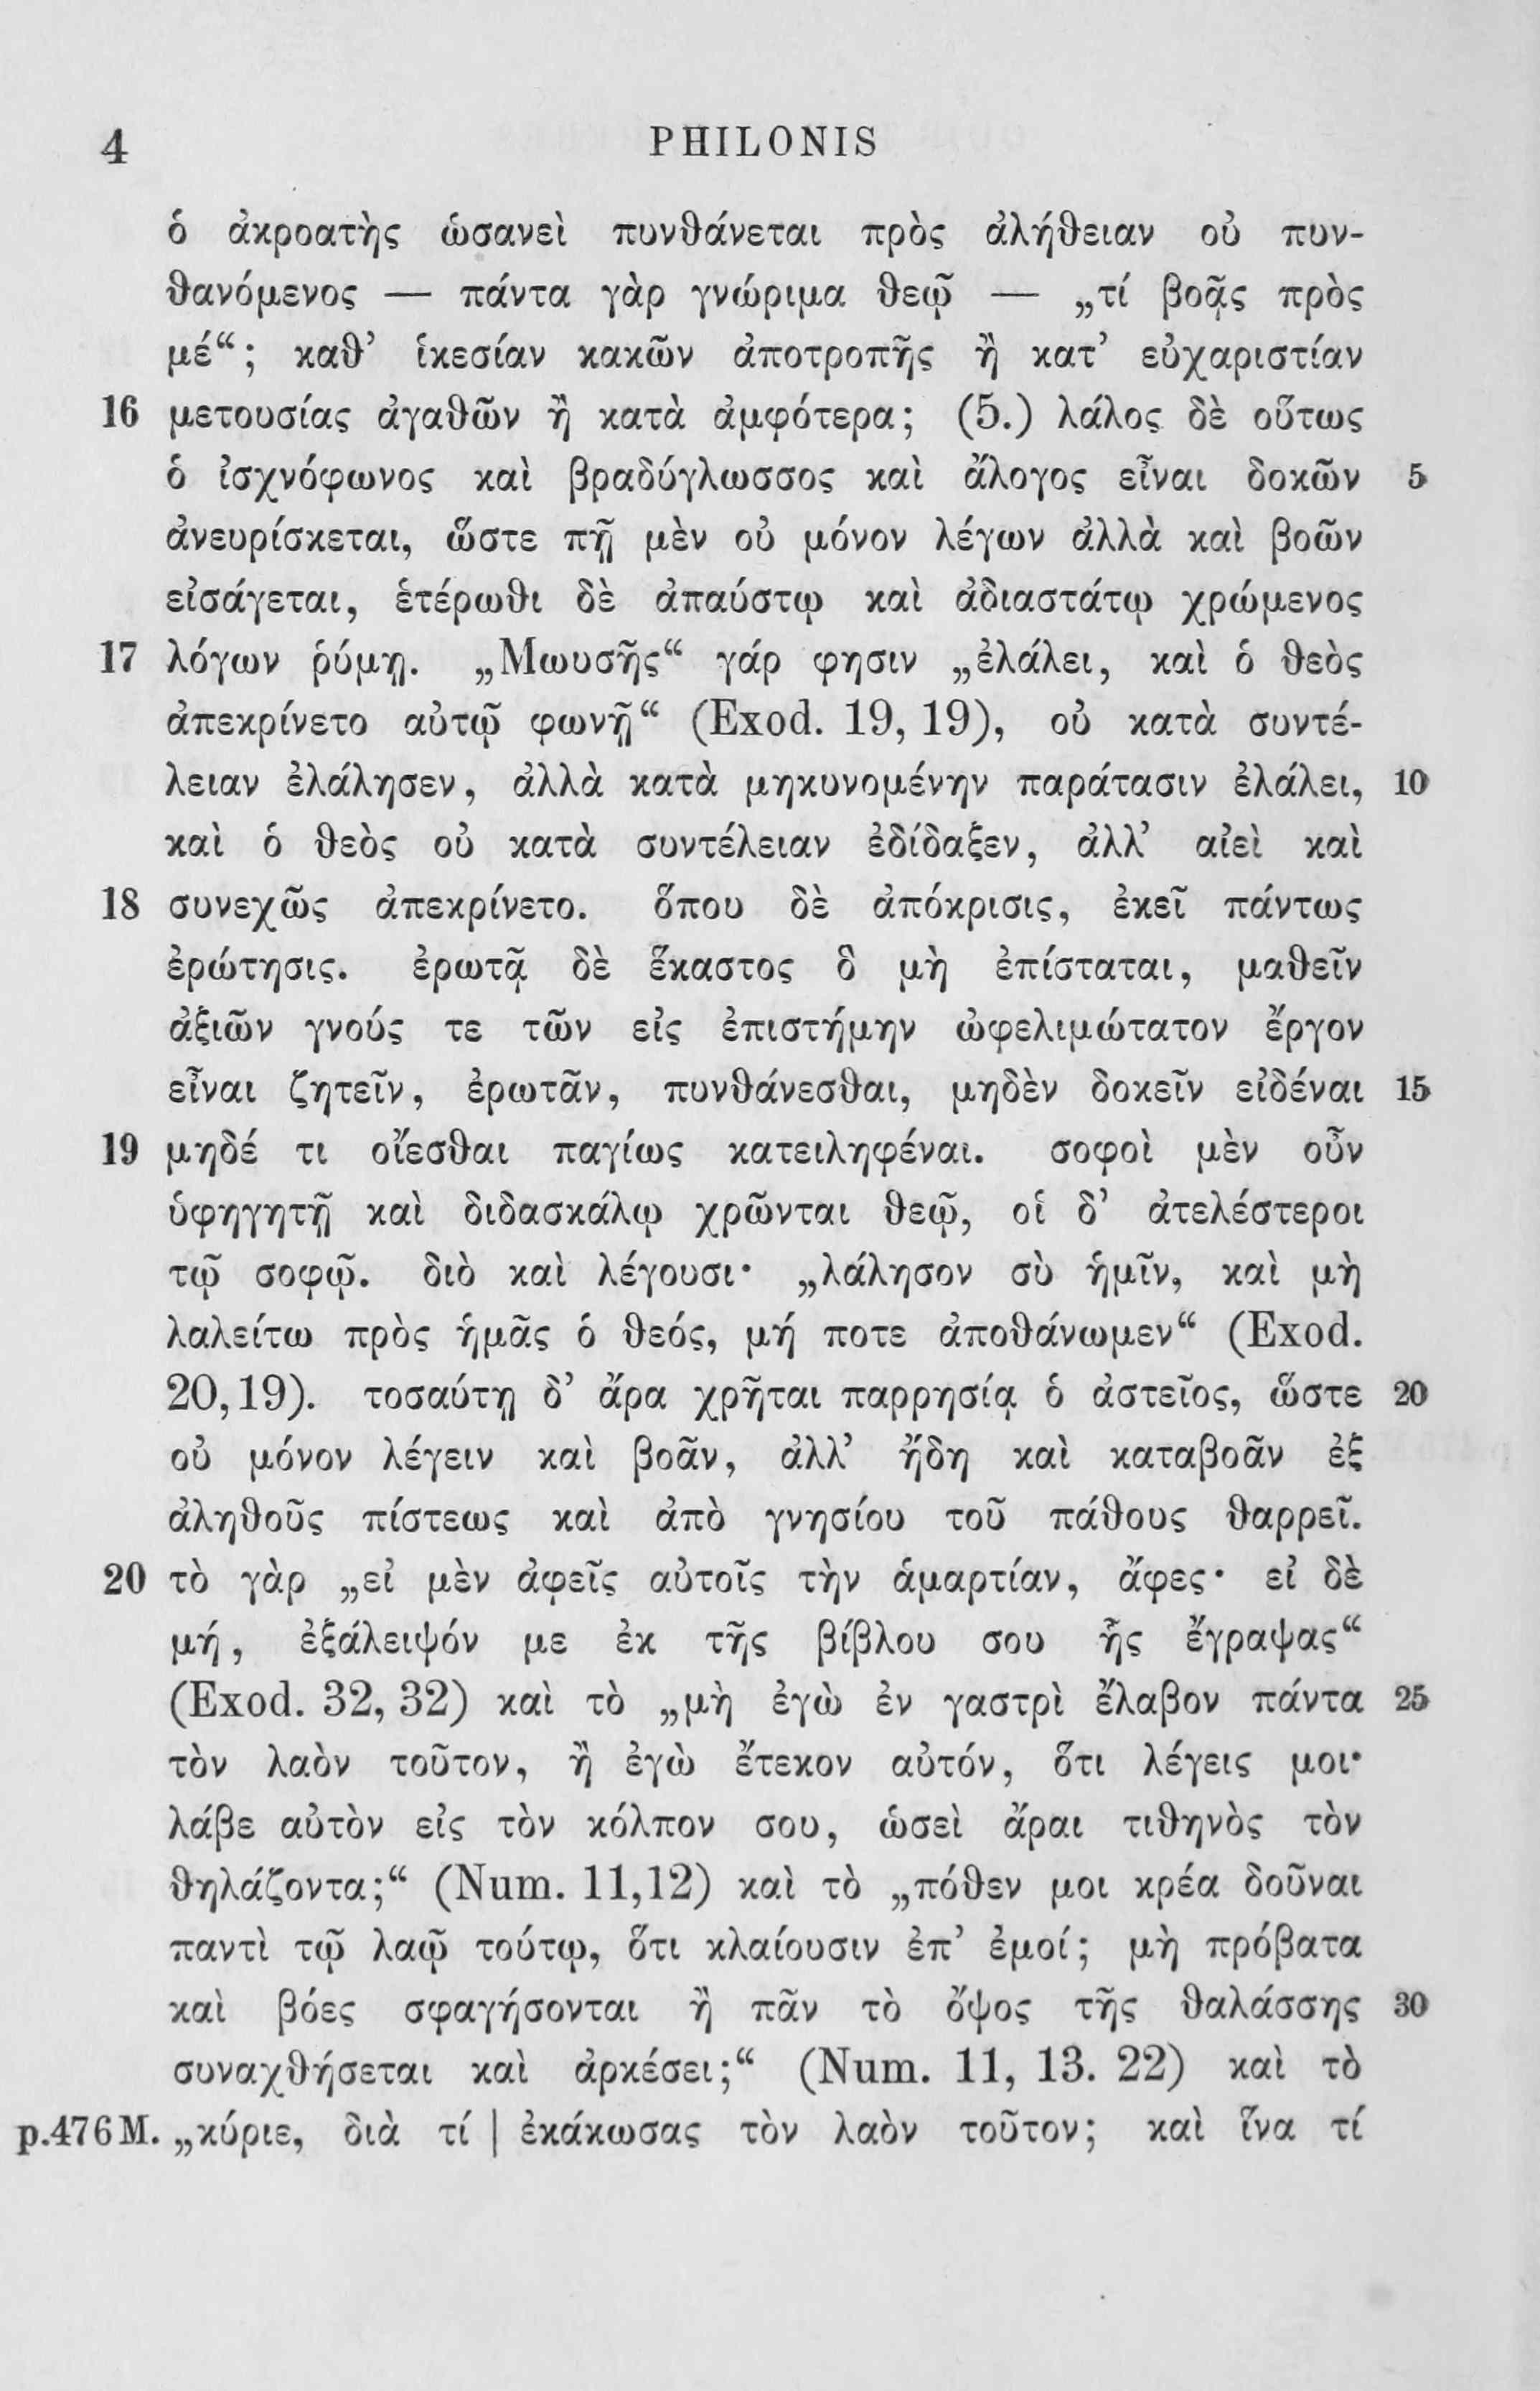 4 PHILONIS
ὁ ἀκροατὴς ὡσανεὶ πυνθάνεται πρὸς ἀλήθειαν οὐ πυν-
θανόμενος — πάντα γὰρ γνώριμα θεῷ — „τί βοᾷς πρὸς
μέ“; καθ’ ἱκεσίαν κακῶν ἀποτροπῆς ἢ κατ’ εὐχαριστίαν
16 μετουσίας ἀγαθῶν ἢ κατὰ ἀμφότερα; (5.) λάλος δὲ οὕτως
ὁ ἰσχνόφωνος καὶ βραδύγλωσσος καὶ ἄλογος εἶναι δοκῶν 5
ἀνευρίσκεται, ὥστε πῇ μὲν οὐ μόνον λέγων ἀλλὰ καὶ βοῶν
εἰσάγεται, ἑτέρωθι δὲ ἀπαύστῳ καὶ ἀδιαστάτῳ χρώμενος
17 λόγων ῥύμῃ. „Μωυσῆς“ γάρ φησιν „ἐλάλει, καὶ ὁ θεὸς
ἀπεκρίνετο αὐτῷ φωνῇ“ (Exod. 19, 19), οὐ κατὰ συντέ-
λειαν ἐλάλησεν, ἀλλὰ κατὰ μηκυνομένην παράτασιν ἐλάλει, 10
καὶ ὁ θεὸς οὐ κατὰ συντέλειαν ἐδίδαξεν, ἀλλ’ αἰεὶ καὶ
18 συνεχῶς ἀπεκρίνετο. ὅπου δὲ ἀπόκρισις, ἐκεῖ πάντως
ἐρώτησις. ἐρωτᾷ δὲ ἕκαστος ὃ μὴ ἐπίσταται, μαθεῖν
ἀξιῶν γνούς τε τῶν εἰς ἐπιστήμην ὠφελιμώτατον ἔργον
εἶναι ζητεῖν, ἐρωτᾶν, πυνθάνεσθαι, μηδὲν δοκεῖν εἰδέναι 15
19 μηδέ τι οἴεσθαι παγίως κατειληφέναι. σοφοὶ μὲν οὖν
ὑφηγητῇ καὶ διδασκάλῳ χρῶνται θεῷ, οἱ δ’ ἀτελέστεροι
τῷ σοφῷ. διὸ καὶ λέγουσι· „λάλησον σὺ ἡμῖν, καὶ μὴ
λαλείτω πρὸς ἡμᾶς ὁ θεός, μή ποτε ἀποθάνωμεν“ (Exod.
20,19). τοσαύτῃ δ’ ἄρα χρῆται παρρησίᾳ ὁ ἀστεῖος, ὥστε 20
οὐ μόνον λέγειν καὶ βοᾶν, ἀλλ’ ἤδη καὶ καταβοᾶν ἐξ
ἀληθοῦς πίστεως καὶ ἀπὸ γνησίου τοῦ πάθους θαρρεῖ.
20 τὸ γὰρ „εἰ μὲν ἀφεῖς αὐτοῖς τὴν ἁμαρτίαν, ἄφες· εἰ δὲ
μή, ἐξάλειψόν με ἐκ τῆς βίβλου σου ἧς ἔγραψας“
(Exod. 32, 32) καὶ τὸ „μὴ ἐγὼ ἐν γαστρὶ ἔλαβον πάντα 25
τὸν λαὸν τοῦτον, ἢ ἐγὼ ἔτεκον αὐτόν, ὅτι λέγεις μοι·
λάβε αὐτὸν εἰς τὸν κόλπον σου, ὡσεὶ ἄραι τιθηνὸς τὸν
θηλάζοντα;“ (Num. 11,12) καὶ τὸ „πόθεν μοι κρέα δοῦναι
παντὶ τῷ λαῷ τούτῳ, ὅτι κλαίουσιν ἐπ’ ἐμοί; μὴ πρόβατα
καὶ βόες σφαγήσονται ἢ πᾶν τὸ ὄψος τῆς θαλάσσης 30
συναχθήσεται καὶ ἀρκέσει;“ (Num. 11, 13. 22) καὶ τὸ
p.476 M. „κύριε, διὰ τί | ἐκάκωσας τὸν λαὸν τοῦτον; καὶ ἵνα τί